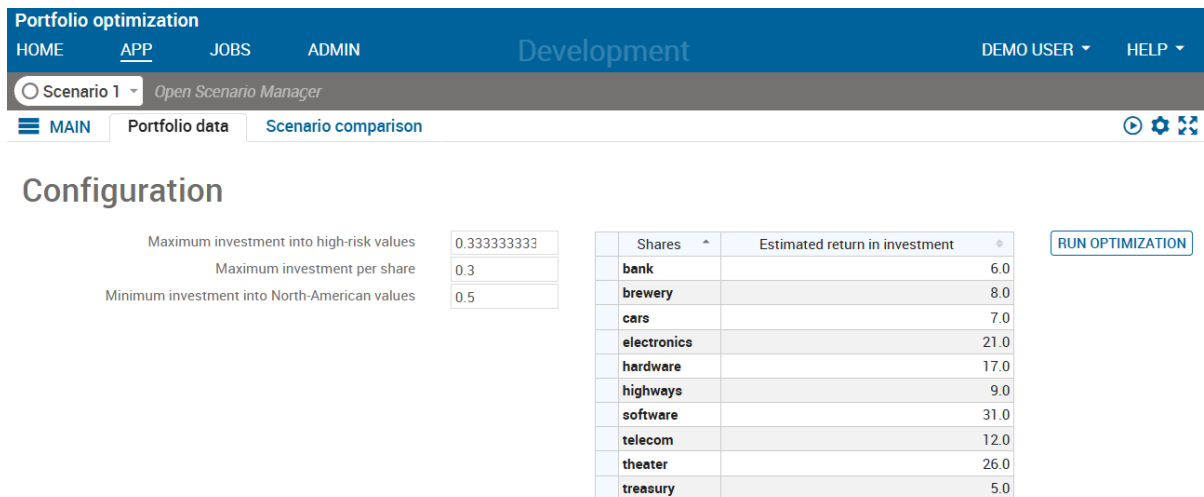 Portfolio optimization
HOME APP JOBS ADMIN Development DEMO USER HELP
Scenario 1 Open Scenario Manager
MAIN Portfolio data Scenario comparison
Configuration
Maximum investment into high-risk values 0.333333333
Maximum investment per share 0.3
Minimum investment into North-American values 0.5
Shares Estimated return in investment
bank 6.0
brewery 8.0
cars 7.0
electronics 21.0
hardware 17.0
highways 9.0
software 31.0
telecom 12.0
theater 26.0
treasury 5.0
RUN OPTIMIZATION